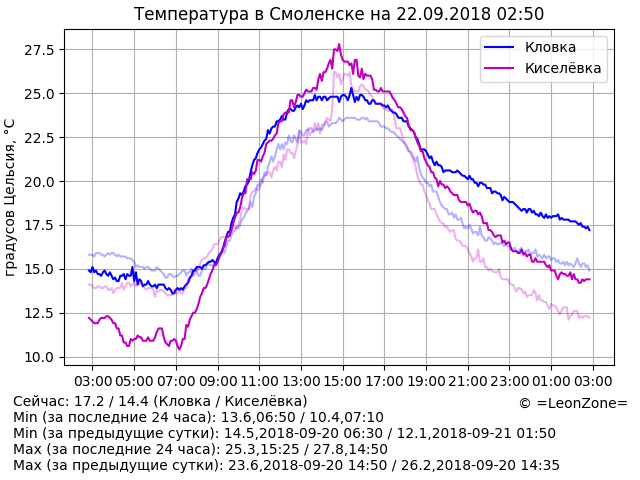 Температура в Смоленске на 22.09.2018 02:50
27.5
25.0
22.5
20.0
17.5
15.0
12.5
10.0
градусов Цельсия, °C
Кловка
Киселёвка
03:00 05:00 07:00 09:00 11:00 13:00 15:00 17:00 19:00 21:00 23:00 01:00 03:00
Сейчас: 17.2 / 14.4 (Кловка / Киселёвка)
© =LeonZone=
Min (за последние 24 часа): 13.6,06:50 / 10.4,07:10
Min (за предыдущие сутки): 14.5,2018-09-20 06:30 / 12.1,2018-09-21 01:50
Max (за последние 24 часа): 25.3,15:25 / 27.8,14:50
Max (за предыдущие сутки): 23.6,2018-09-20 14:50 / 26.2,2018-09-20 14:35